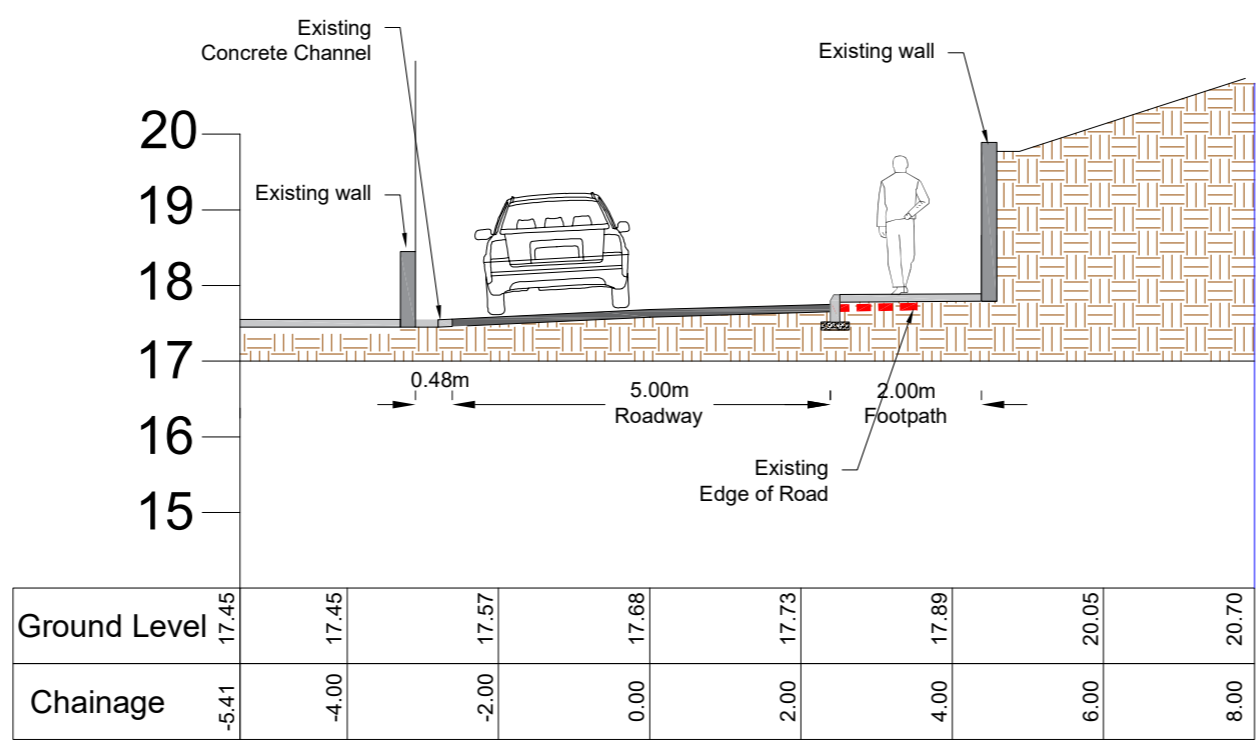 Existing
Concrete Channel
Existing wall
20
19
Existing wall
18
17
0.48m
5.00m
Roadway
2.00m
Footpath
16
Existing
Edge of Road
15
Ground Level 17.45 17.45 17.57 17.68 17.73 17.89 20.05 20.70
Chainage -5.41 -4.00 -2.00 0.00 2.00 4.00 6.00 8.00